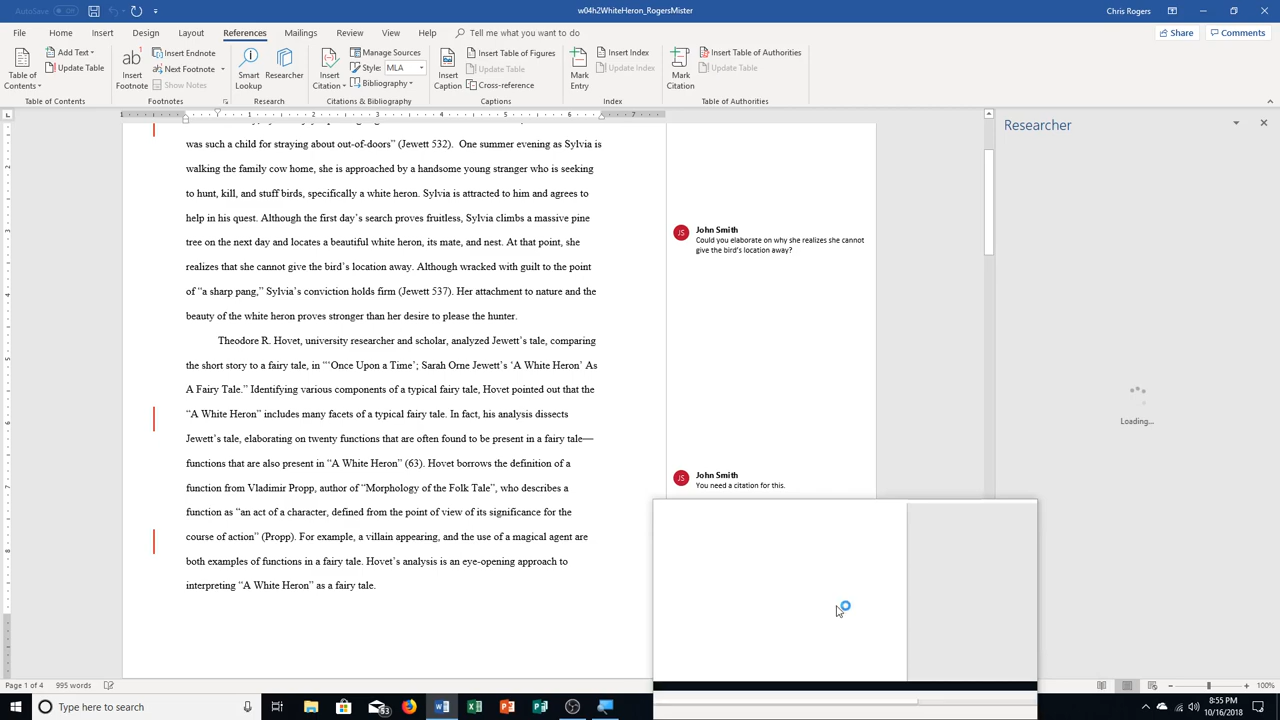 AutoSave
Off
w04h2WhiteHeron_RogersMister
Chris Rogers
File
Home
Insert
Draw
Design
Layout
References
Mailings
Review
View
Help
Tell me what you want to do
Share
Comments
Table of
Contents
Add Text
Update Table
Table of Contents
ab
Insert
Footnote
Insert Endnote
Next Footnote
Show Notes
Footnotes
Smart
Lookup
Researcher
Research
Insert
Citation
Manage Sources
Style: MLA
Bibliography
Citations & Bibliography
Insert
Caption
Insert Table of Figures
Update Table
Cross-reference
Captions
Mark
Entry
Insert Index
Update Index
Index
Mark
Citation
Insert Table of Authorities
Update Table
Table of Authorities
1 1 2 3 4 5 6 7
was such a child for straying about out-of-doors” (Jewett 532).  One summer evening as Sylvia is
walking the family cow home, she is approached by a handsome young stranger who is seeking
to hunt, kill, and stuff birds, specifically a white heron. Sylvia is attracted to him and agrees to
help in his quest. Although the first day’s search proves fruitless, Sylvia climbs a massive pine
tree on the next day and locates a beautiful white heron, its mate, and nest. At that point, she
realizes that she cannot give the bird’s location away. Although wracked with guilt to the point
of “a sharp pang,” Sylvia’s conviction holds firm (Jewett 537). Her attachment to nature and the
beauty of the white heron proves stronger than her desire to please the hunter.
Theodore R. Hovet, university researcher and scholar, analyzed Jewett’s tale, comparing
the short story to a fairy tale, in “‘Once Upon a Time’; Sarah Orne Jewett’s ‘A White Heron’ As
A Fairy Tale.” Identifying various components of a typical fairy tale, Hovet pointed out that the
“A White Heron” includes many facets of a typical fairy tale. In fact, his analysis dissects
Jewett’s tale, elaborating on twenty functions that are often found to be present in a fairy tale—
functions that are also present in “A White Heron” (63). Hovet borrows the definition of a
function from Vladimir Propp, author of “Morphology of the Folk Tale”, who describes a
function as “an act of a character, defined from the point of view of its significance for the
course of action” (Propp). For example, a villain appearing, and the use of a magical agent are
both examples of functions in a fairy tale. Hovet’s analysis is an eye-opening approach to
interpreting “A White Heron” as a fairy tale.
JS
John Smith
Could you elaborate on why she realizes she cannot
give the bird's location away?
JS
John Smith
You need a citation for this.
Researcher
Loading...
Page 1 of 4
995 words
100%
Type here to search
53
8:55 PM
10/16/2018